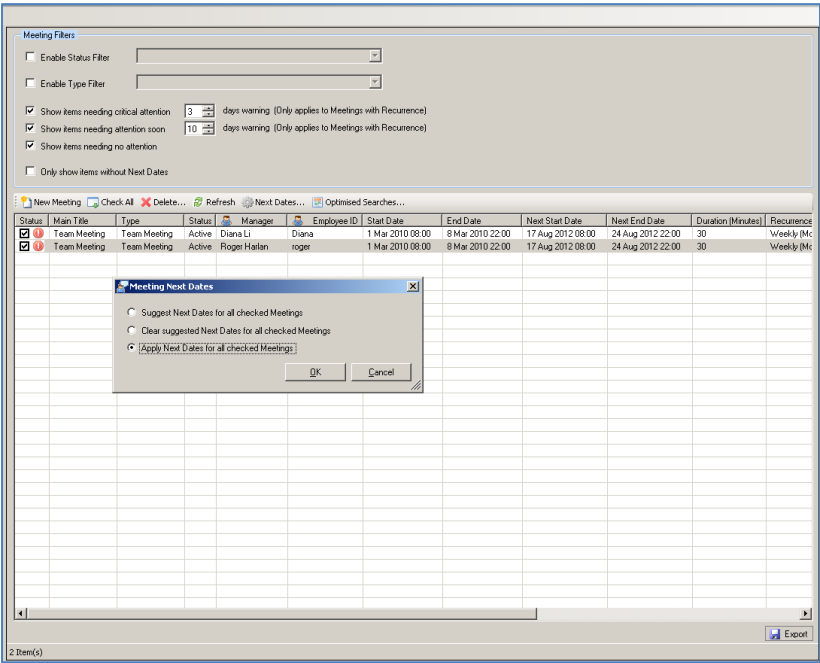 Meeting Filters
Enable Status Filter
Enable Type Filter
Show items needing critical attention 3 days warning (Only applies to Meetings with Recurrence)
Show items needing attention soon 10 days warning (Only applies to Meetings with Recurrence)
Show items needing no attention
Only show items without Next Dates
New Meeting Check All Delete... Refresh Next Dates... Optimised Searches...
Status Main Title Type Status Manager Employee ID Start Date End Date Next Start Date Next End Date Duration (Minutes) Recurrence
Team Meeting Team Meeting Active Diana Li Diana 1 Mar 2010 08:00 8 Mar 2010 22:00 17 Aug 2012 08:00 24 Aug 2012 22:00 30 Weekly (Mo
Team Meeting Team Meeting Active Roger Harlan roger 1 Mar 2010 08:00 8 Mar 2010 22:00 17 Aug 2012 08:00 24 Aug 2012 22:00 30 Weekly (Mo
Meeting Next Dates
Suggest Next Dates for all checked Meetings
Clear suggested Next Dates for all checked Meetings
Apply Next Dates for all checked Meetings
OK Cancel
Export
2 Item(s)